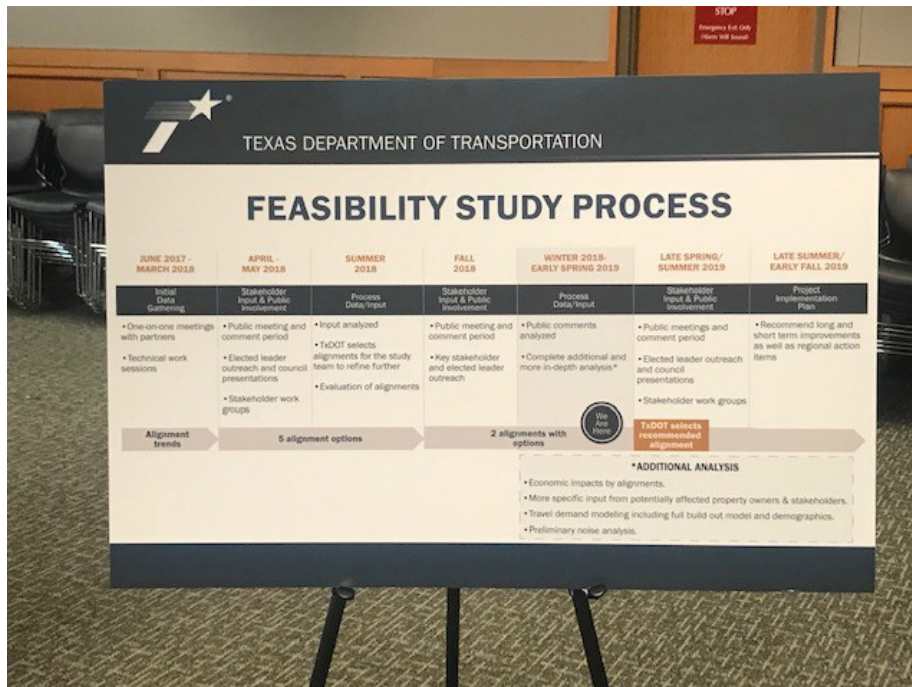 STOP
Emergency Exit Only
(Alarm Will Sound)
TEXAS DEPARTMENT OF TRANSPORTATION
FEASIBILITY STUDY PROCESS
JUNE 2017 -
MARCH 2018
Initial
Data
Gathering
• One-on-one meetings
with partners
• Technical work
sessions
APRIL -
MAY 2018
Stakeholder
Input & Public
Involvement
• Public meeting and
comment period
• Elected leader
outreach and council
presentations
• Stakeholder work
groups
SUMMER
2018
Process
Data/Input
• Input analyzed
• TxDOT selects
alignments for the study
team to refine further
• Evaluation of alignments
FALL
2018
Stakeholder
Input & Public
Involvement
• Public meeting and
comment period
• Key stakeholder
and elected leader
outreach
WINTER 2018-
EARLY SPRING 2019
Process
Data/Input
• Public comments
analyzed
• Complete additional and
more in-depth analysis*
LATE SPRING/
SUMMER 2019
Stakeholder
Input & Public
Involvement
• Public meetings and
comment period
• Elected leader outreach
and council
presentations
• Stakeholder work groups
LATE SUMMER/
EARLY FALL 2019
Project
Implementation
Plan
• Recommend long and
short term improvements
as well as regional action
items
Alignment
trends
5 alignment options
2 alignments with
options
We
Are
Here
TxDOT selects
recommended
alignment
*ADDITIONAL ANALYSIS
• Economic impacts by alignments.
• More specific input from potentially affected property owners & stakeholders.
• Travel demand modeling including full build out model and demographics.
• Preliminary noise analysis.